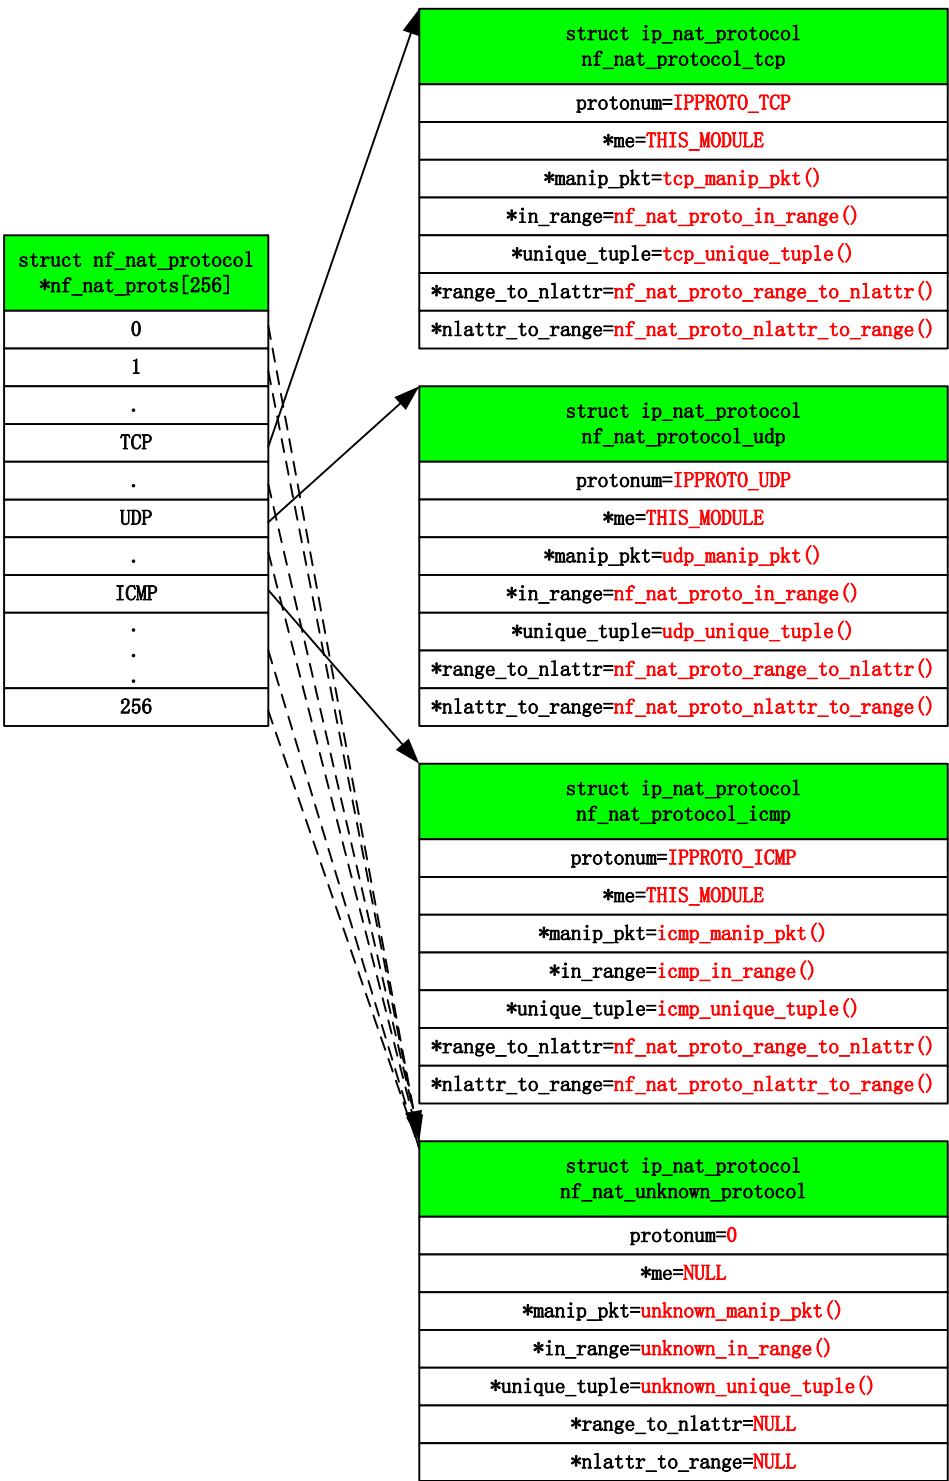 struct nf_nat_protocol
*nf_nat_prots[256]
0
1
.
TCP
.
UDP
.
ICMP
.
.
.
256
struct ip_nat_protocol
nf_nat_protocol_tcp
protonum=IPPROTO_TCP
*me=THIS_MODULE
*manip_pkt=tcp_manip_pkt()
*in_range=nf_nat_proto_in_range()
*unique_tuple=tcp_unique_tuple()
*range_to_nlattr=nf_nat_proto_range_to_nlattr()
*nlattr_to_range=nf_nat_proto_nlattr_to_range()
struct ip_nat_protocol
nf_nat_protocol_udp
protonum=IPPROTO_UDP
*me=THIS_MODULE
*manip_pkt=udp_manip_pkt()
*in_range=nf_nat_proto_in_range()
*unique_tuple=udp_unique_tuple()
*range_to_nlattr=nf_nat_proto_range_to_nlattr()
*nlattr_to_range=nf_nat_proto_nlattr_to_range()
struct ip_nat_protocol
nf_nat_protocol_icmp
protonum=IPPROTO_ICMP
*me=THIS_MODULE
*manip_pkt=icmp_manip_pkt()
*in_range=icmp_in_range()
*unique_tuple=icmp_unique_tuple()
*range_to_nlattr=nf_nat_proto_range_to_nlattr()
*nlattr_to_range=nf_nat_proto_nlattr_to_range()
struct ip_nat_protocol
nf_nat_unknown_protocol
protonum=0
*me=NULL
*manip_pkt=unknown_manip_pkt()
*in_range=unknown_in_range()
*unique_tuple=unknown_unique_tuple()
*range_to_nlattr=NULL
*nlattr_to_range=NULL